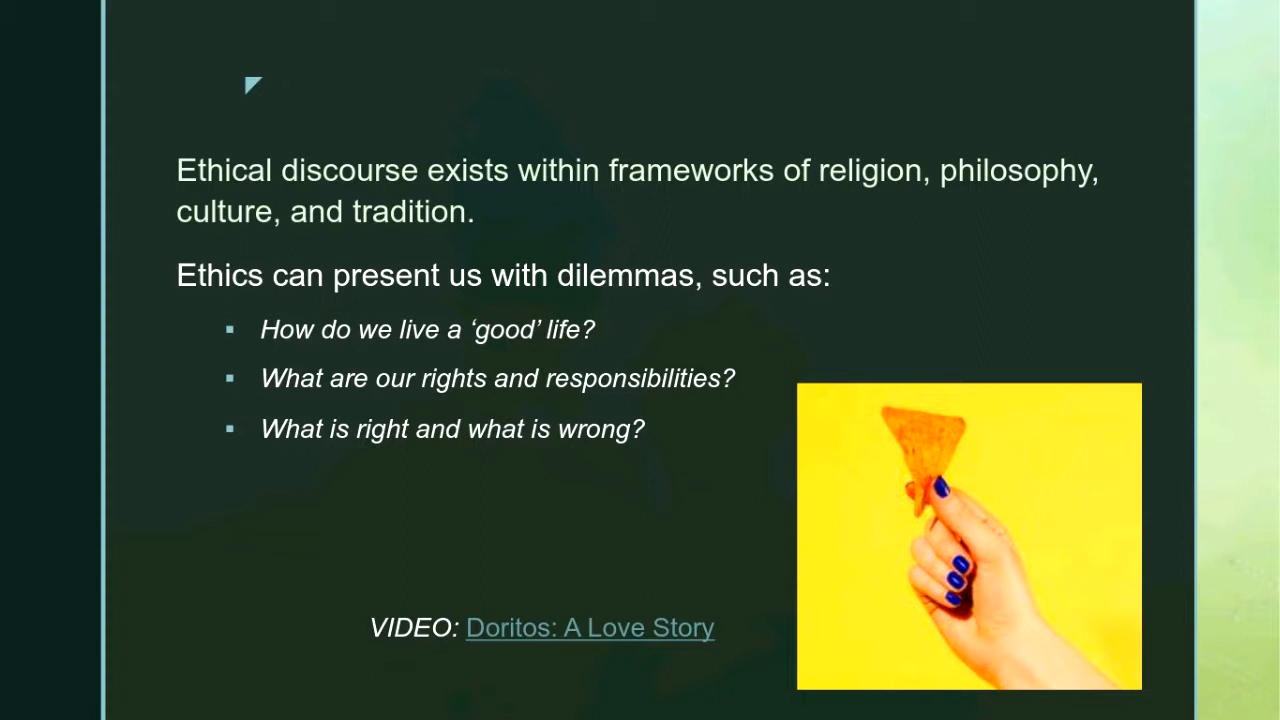 Ethical discourse exists within frameworks of religion, philosophy,
culture, and tradition.
Ethics can present us with dilemmas, such as:
▪ How do we live a ‘good’ life?
▪ What are our rights and responsibilities?
▪ What is right and what is wrong?
VIDEO: Doritos: A Love Story